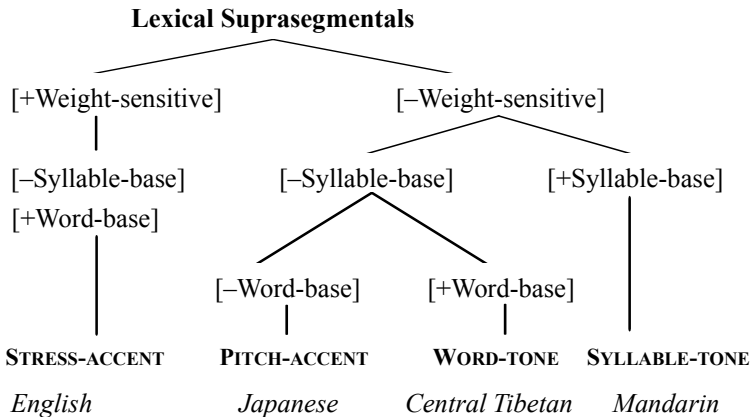 Lexical Suprasegmentals
[+Weight-sensitive] [–Weight-sensitive]
[–Syllable-base] [–Syllable-base] [+Syllable-base]
[+Word-base]
[–Word-base] [+Word-base]
STRESS-ACCENT PITCH-ACCENT WORD-TONE SYLLABLE-TONE
English Japanese Central Tibetan Mandarin